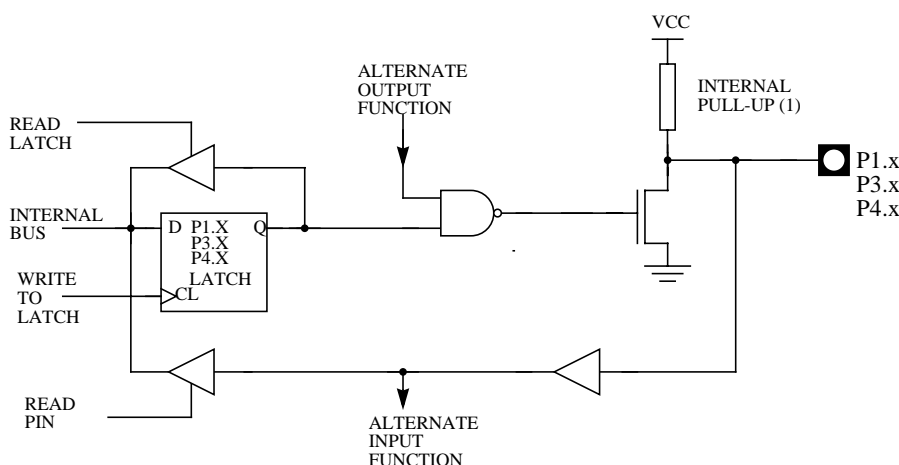 VCC
ALTERNATE
OUTPUT
FUNCTION
INTERNAL
PULL-UP (1)
READ
LATCH
P1.x
P3.x
P4.x
INTERNAL
BUS
D P1.X Q
P3.X
P4.X
LATCH
CL
WRITE
TO
LATCH
READ
PIN
ALTERNATE
INPUT
FUNCTION